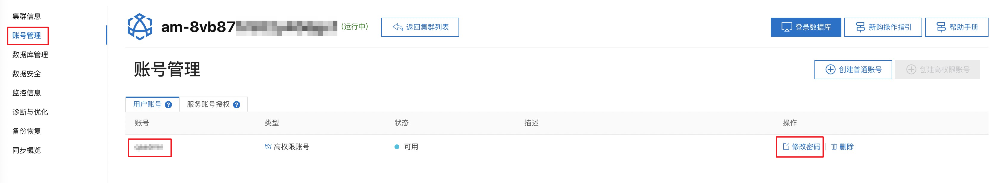 集群信息
账号管理
数据库管理
数据安全
监控信息
诊断与优化
备份恢复
同步概览
am-8vb87 (运行中) 返回集群列表 登录数据库 新购操作指引 帮助手册
账号管理 创建普通账号 创建高权限账号
用户账号 ? 服务账号授权 ?
账号 类型 状态 描述 操作
高权限账号 可用 修改密码 删除